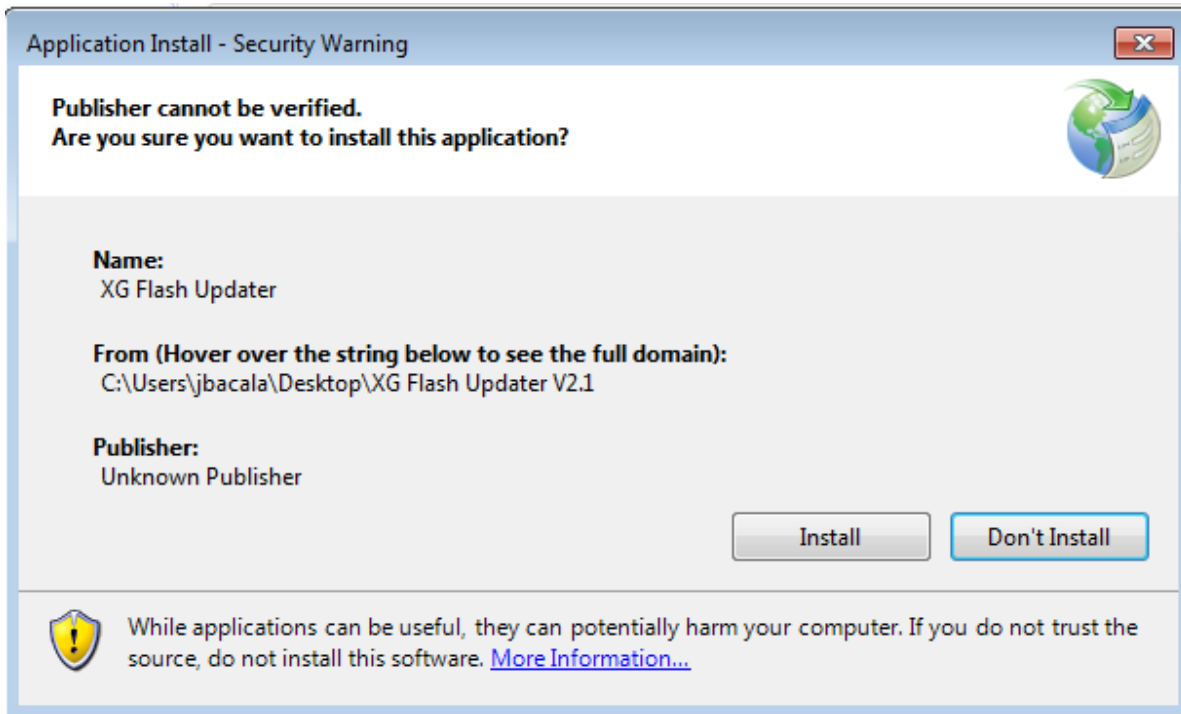 Application Install - Security Warning
Publisher cannot be verified.
Are you sure you want to install this application?
Name:
XG Flash Updater
From (Hover over the string below to see the full domain):
C:\Users\jbacala\Desktop\XG Flash Updater V2.1
Publisher:
Unknown Publisher
Install
Don't Install
While applications can be useful, they can potentially harm your computer. If you do not trust the
source, do not install this software. More Information...